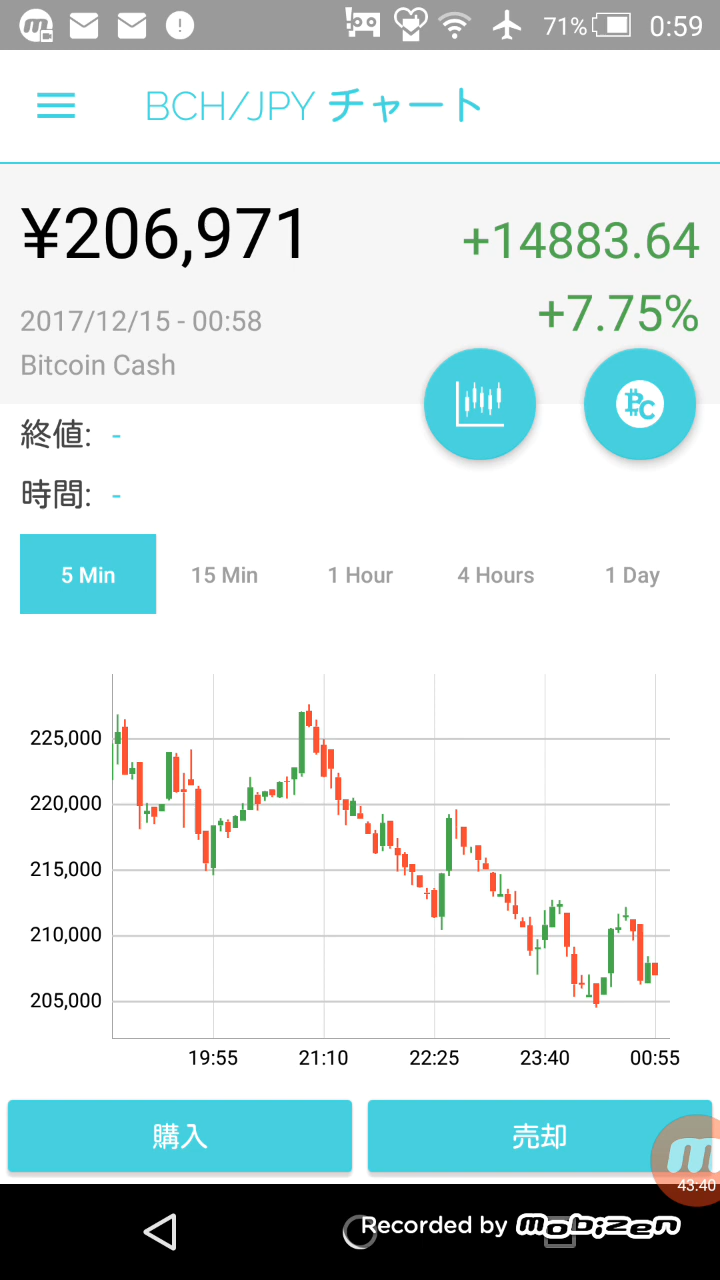 71% 0:59
BCH/JPY チャート
¥206,971
+14883.64
+7.75%
2017/12/15 - 00:58
Bitcoin Cash
終値: -
時間: -
5 Min 15 Min 1 Hour 4 Hours 1 Day
225,000
220,000
215,000
210,000
205,000
19:55 21:10 22:25 23:40 00:55
購入 売却
43:40
Recorded by mobizen